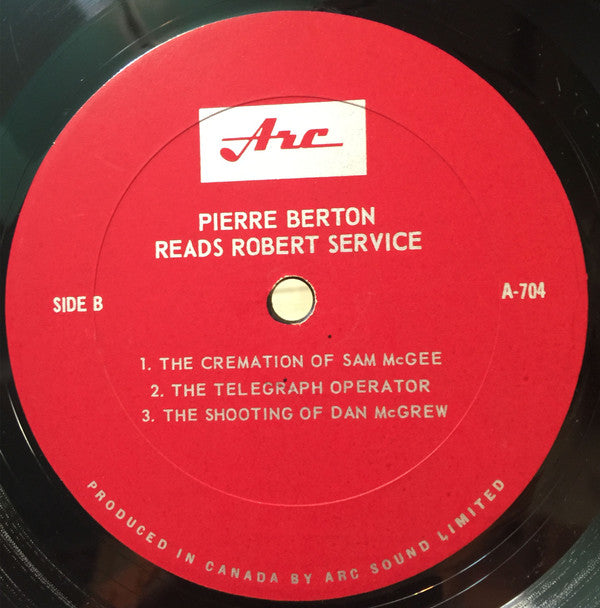 Arc
PIERRE BERTON
READS ROBERT SERVICE
SIDE B
A-704
1. THE CREMATION OF SAM McGEE
2. THE TELEGRAPH OPERATOR
3. THE SHOOTING OF DAN McGREW
PRODUCED IN CANADA BY ARC SOUND LIMITED